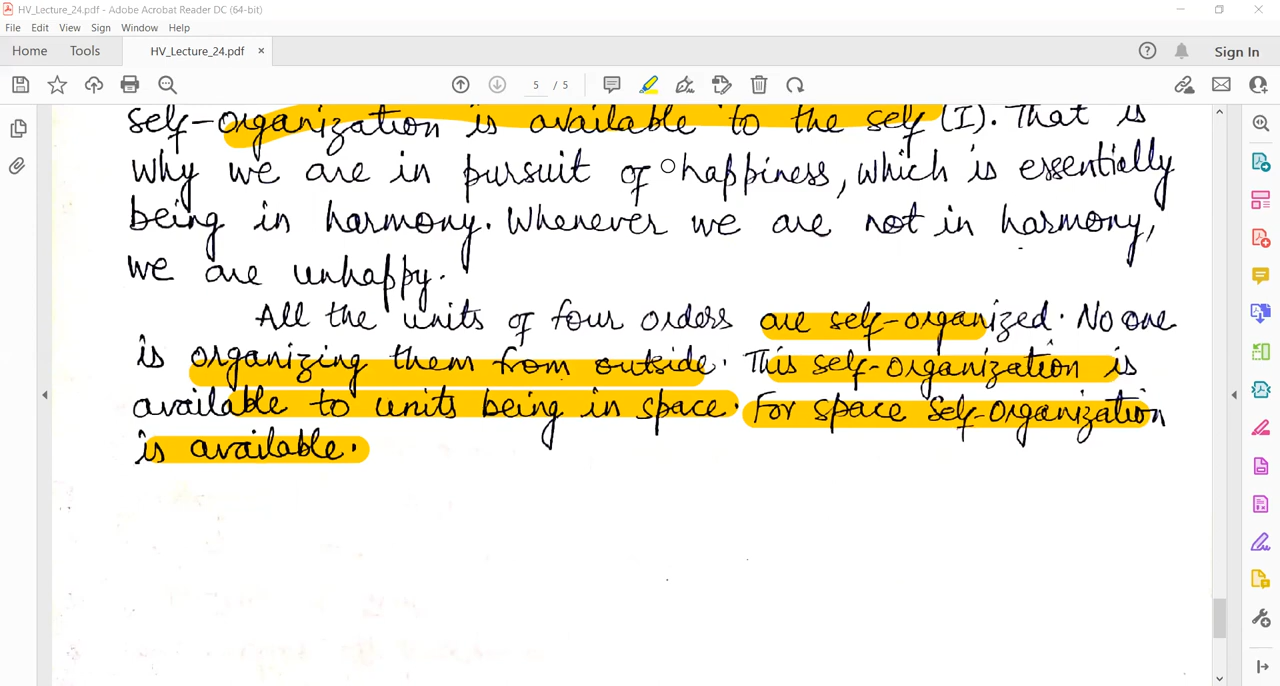 HV_Lecture_24.pdf - Adobe Acrobat Reader DC (64-bit)
File Edit View Sign Window Help
Home Tools HV_Lecture_24.pdf × Sign In
5 / 5
self-organization is available to the self (I). That is
why we are in pursuit of happiness, which is essentially
being in harmony. Whenever we are not in harmony,
we are unhappy.
All the units of four orders are self-organized. No one
is organizing them from outside. This self-organization is
available to units being in space. For space self-organization
is available.